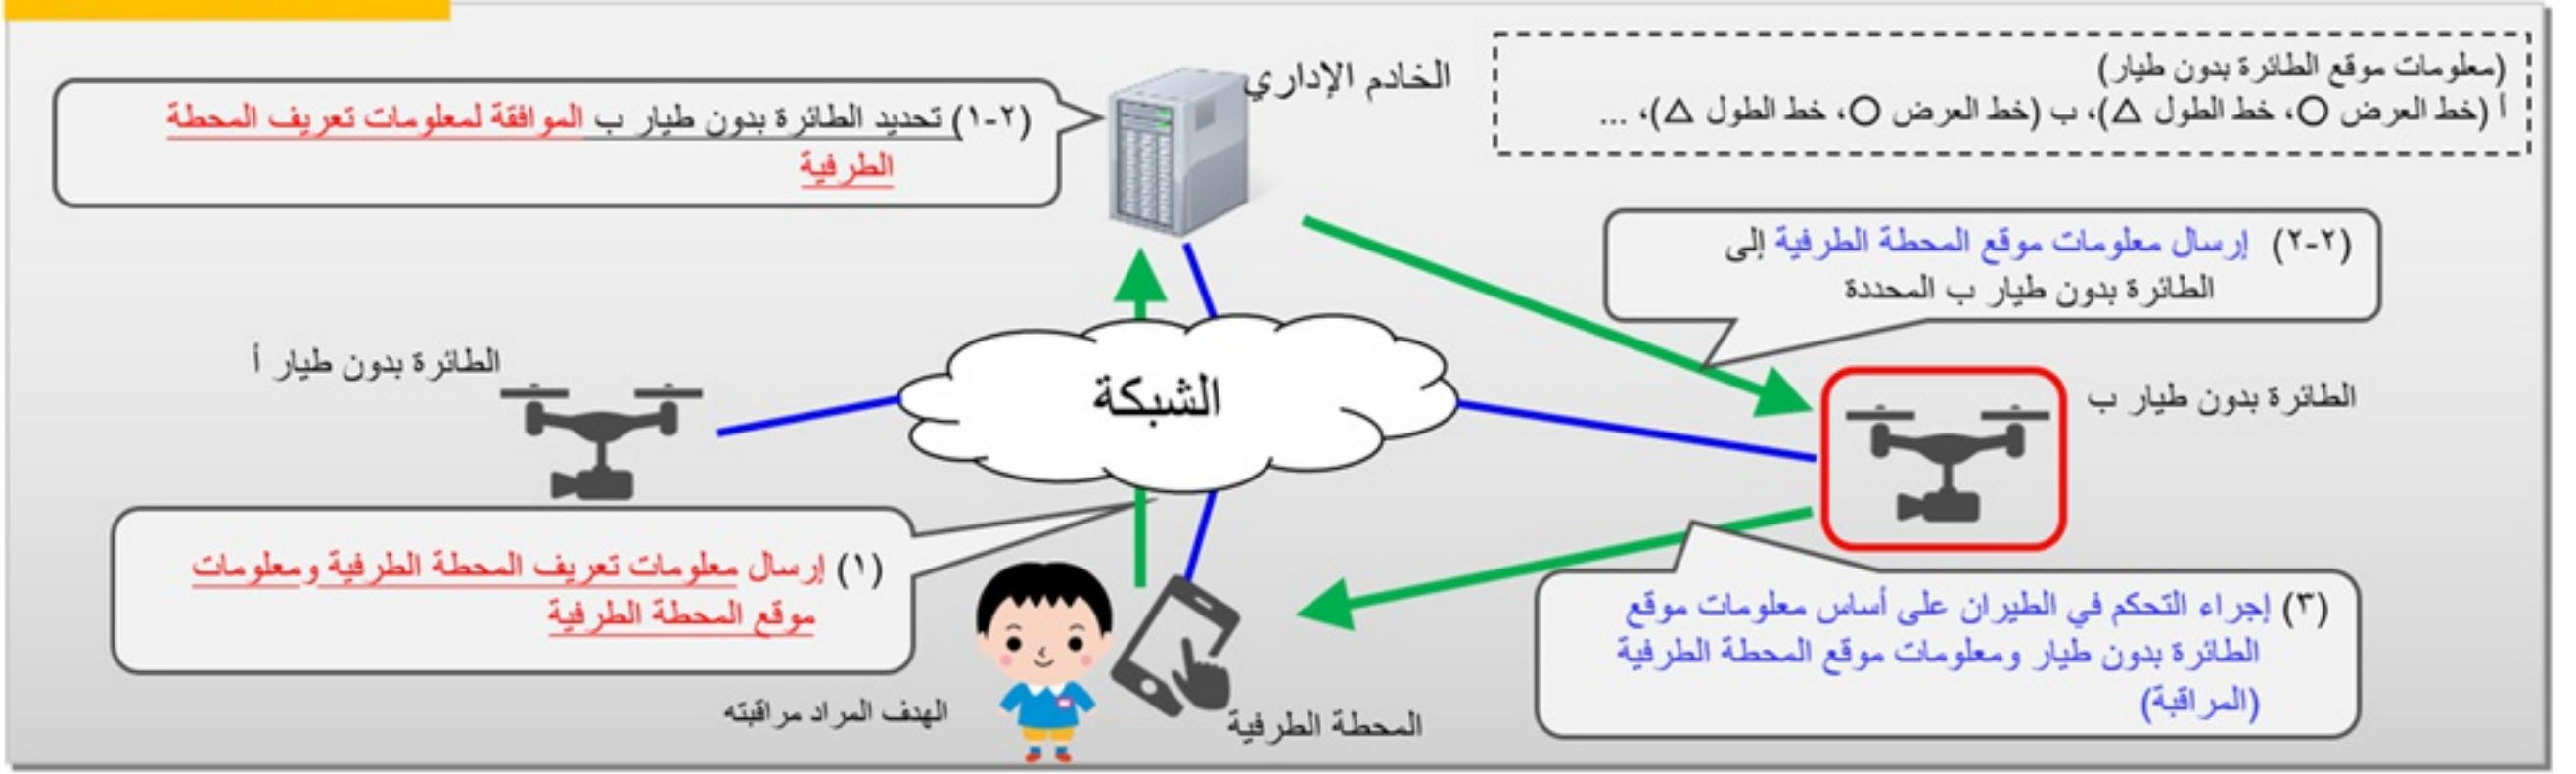 الخادم الإداري
(معلومات موقع الطائرة بدون طيار)
أ (خط العرض ○، خط الطول △)، ب (خط العرض ○، خط الطول △)، ...
(٢-١) تحديد الطائرة بدون طيار ب الموافقة لمعلومات تعريف المحطة
الطرفية
(٢-٢) إرسال معلومات موقع المحطة الطرفية إلى
الطائرة بدون طيار ب المحددة
الطائرة بدون طيار أ
الشبكة
الطائرة بدون طيار ب
(١) إرسال معلومات تعريف المحطة الطرفية ومعلومات
موقع المحطة الطرفية
(٣) إجراء التحكم في الطيران على أساس معلومات موقع
الطائرة بدون طيار ومعلومات موقع المحطة الطرفية
(المراقبة)
الهدف المراد مراقبته
المحطة الطرفية